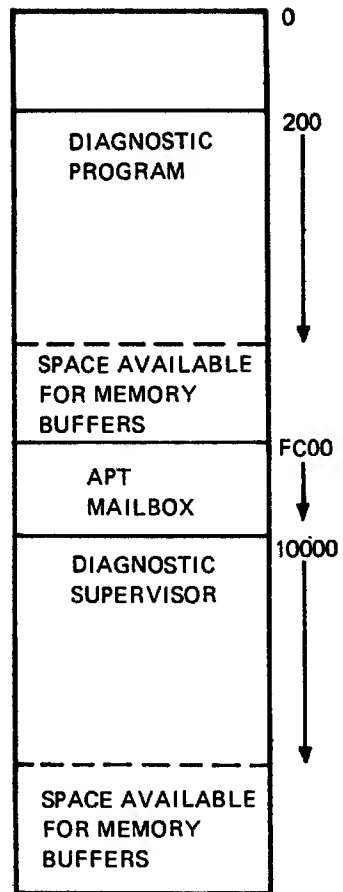 0
200
DIAGNOSTIC
PROGRAM
SPACE AVAILABLE
FOR MEMORY
BUFFERS
FC00
APT
MAILBOX
10000
DIAGNOSTIC
SUPERVISOR
SPACE AVAILABLE
FOR MEMORY
BUFFERS